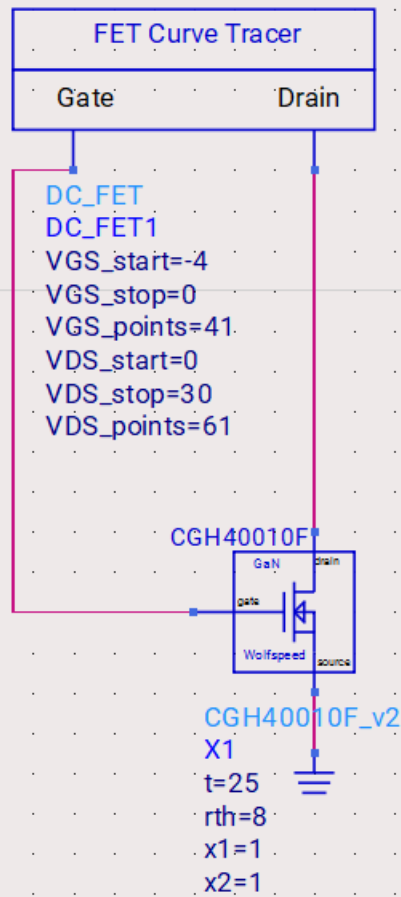 FET Curve Tracer
Gate Drain
DC_FET
DC_FET1
VGS_start=-4
VGS_stop=0
VGS_points=41
VDS_start=0
VDS_stop=30
VDS_points=61
CGH40010F
GaN drain
gate
Wolfspeed source
CGH40010F_v2
X1
t=25
rth=8
x1=1
x2=1